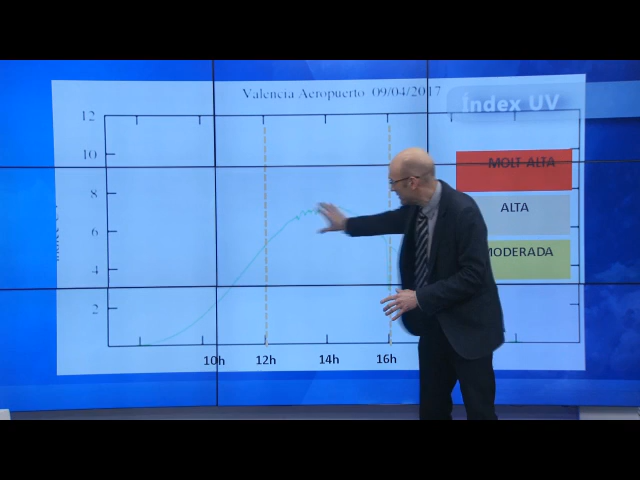 Valencia Aeropuerto 09/04/2017
Índex UV
12
10
8
6
4
2
MOLT ALTA
ALTA
MODERADA
10h
12h
14h
16h